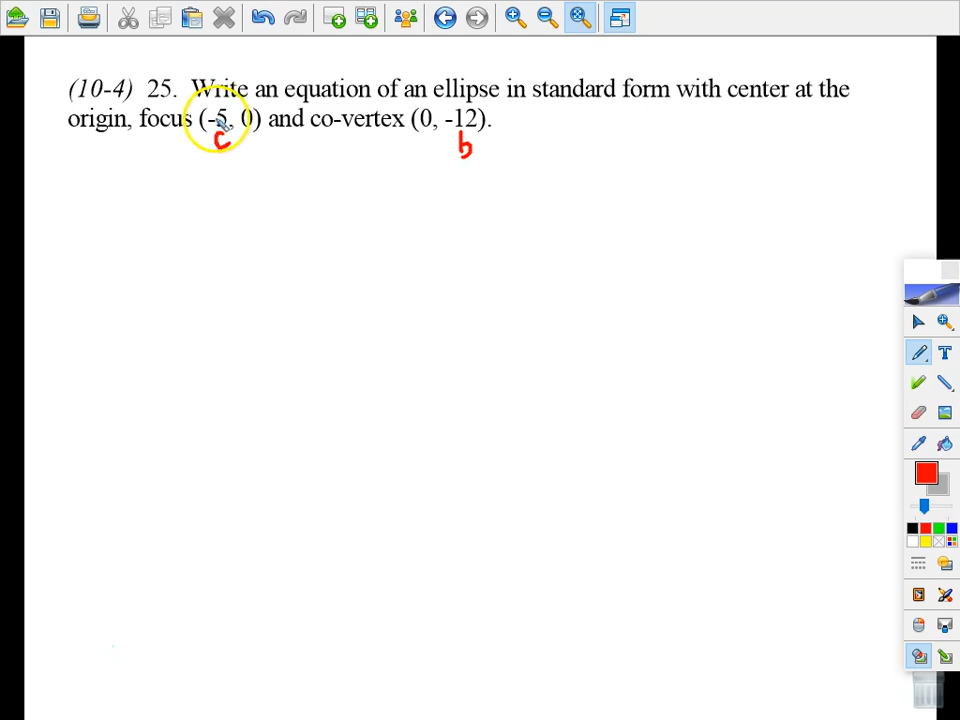 (10-4) 25. Write an equation of an ellipse in standard form with center at the
origin, focus (-5, 0) and co-vertex (0, -12).
c b
T